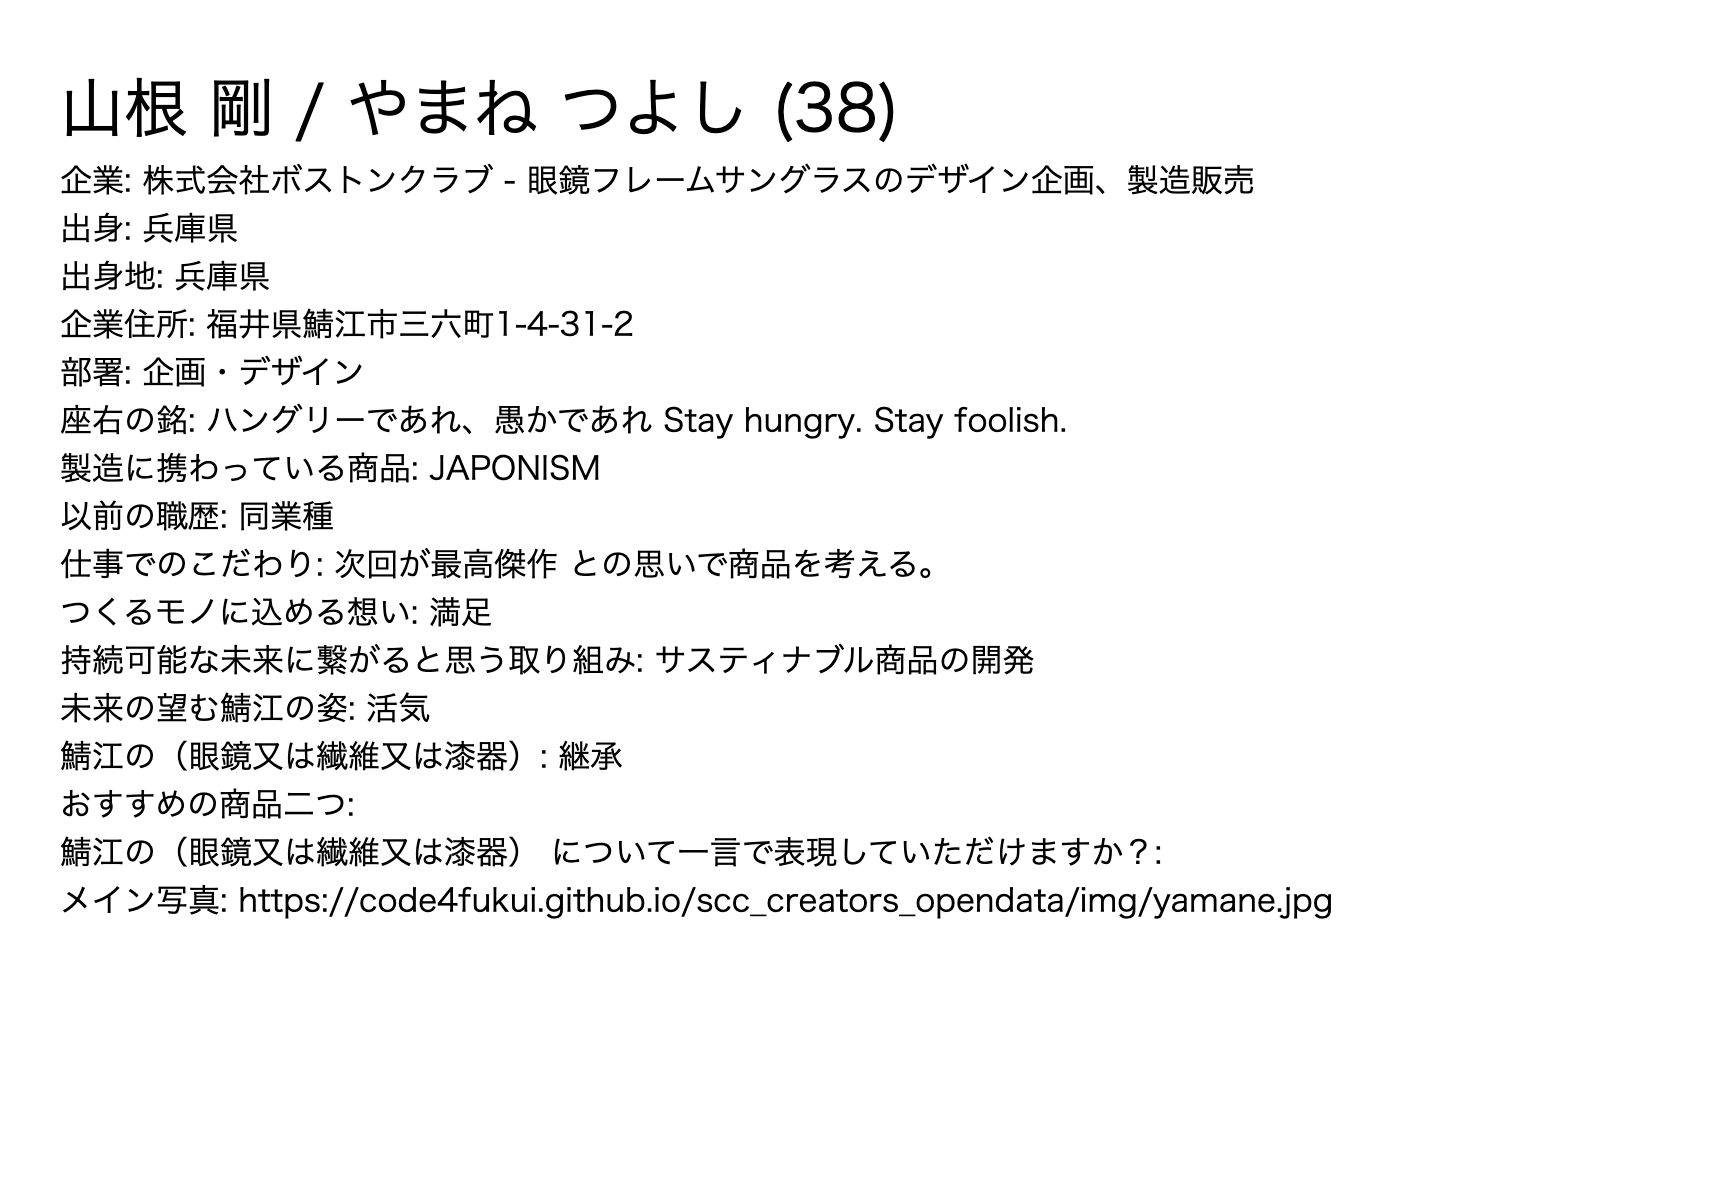 山根 剛 / やまね つよし (38)
企業: 株式会社ボストンクラブ - 眼鏡フレームサングラスのデザイン企画、製造販売
出身: 兵庫県
出身地: 兵庫県
企業住所: 福井県鯖江市三六町1-4-31-2
部署: 企画・デザイン
座右の銘: ハングリーであれ、愚かであれ Stay hungry. Stay foolish.
製造に携わっている商品: JAPONISM
以前の職歴: 同業種
仕事でのこだわり: 次回が最高傑作 との思いで商品を考える。
つくるモノに込める想い: 満足
持続可能な未来に繋がると思う取り組み: サスティナブル商品の開発
未来の望む鯖江の姿: 活気
鯖江の（眼鏡又は繊維又は漆器）: 継承
おすすめの商品二つ:
鯖江の（眼鏡又は繊維又は漆器） について一言で表現していただけますか？:
メイン写真: https://code4fukui.github.io/scc_creators_opendata/img/yamane.jpg